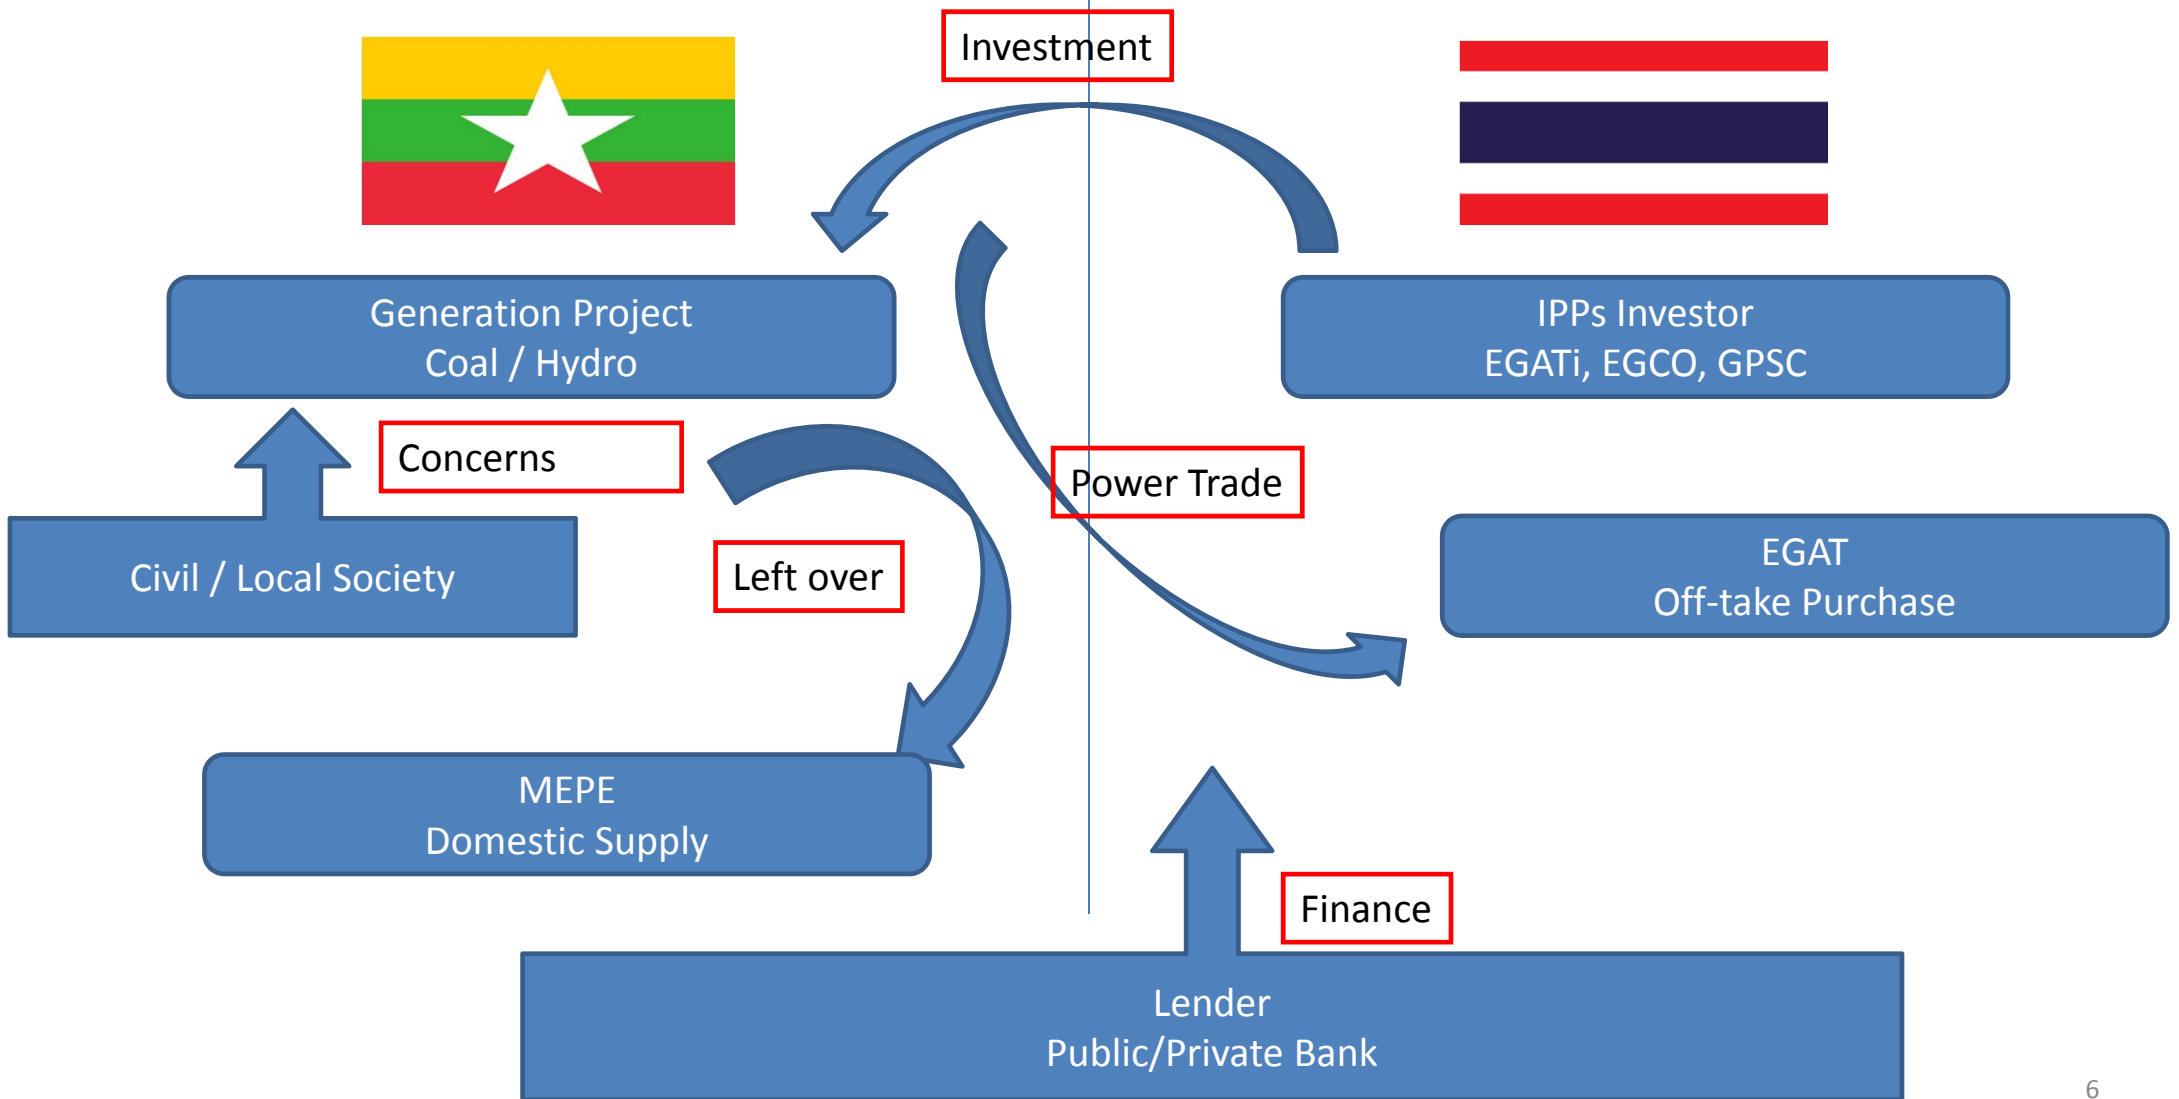 Investment
Generation Project
Coal / Hydro
IPPs Investor
EGATi, EGCO, GPSC
Concerns
Power Trade
Civil / Local Society
Left over
EGAT
Off-take Purchase
MEPE
Domestic Supply
Finance
Lender
Public/Private Bank
6